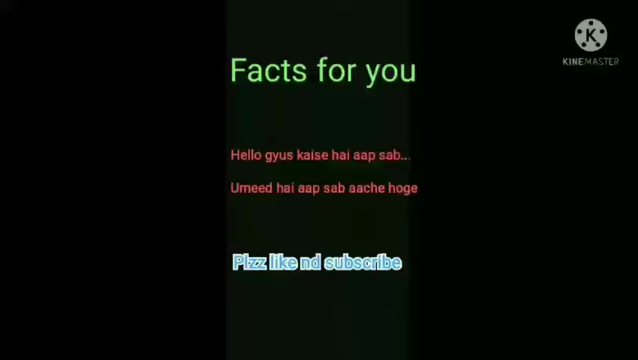 Facts for you
KINEMASTER
Hello gyus kaise hai aap sab...
Umeed hai aap sab aache hoge
Plzz like nd subscribe